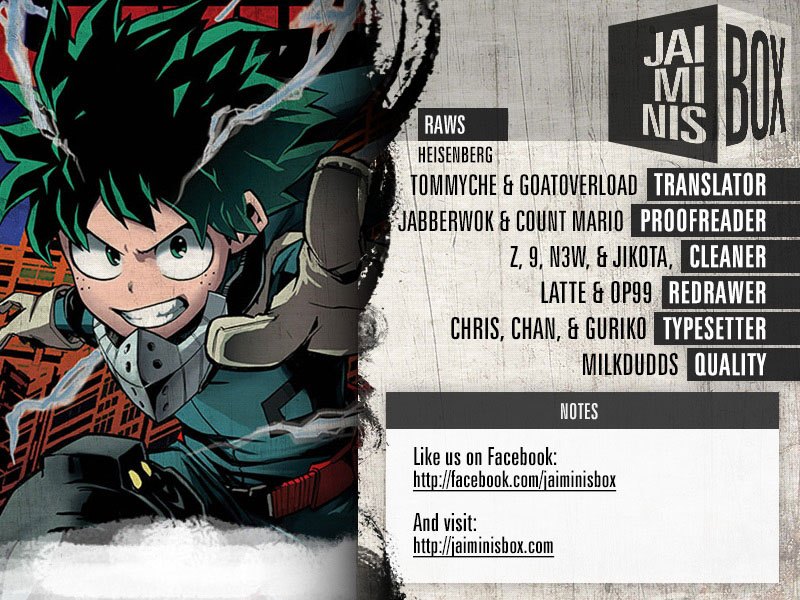 JAI
MI
NIS
BOX
RAWS
HEISENBERG
TOMMYCHE & GOATOVERLOAD TRANSLATOR
JABBERWOK & COUNT MARIO PROOFREADER
Z, 9, N3W, & JIKOTA, CLEANER
LATTE & OP99 REDRAWER
CHRIS, CHAN, & GURIKO TYPESETTER
MILKDUDDS QUALITY
NOTES
Like us on Facebook:
http://facebook.com/jaiminisbox
And visit:
http://jaiminisbox.com